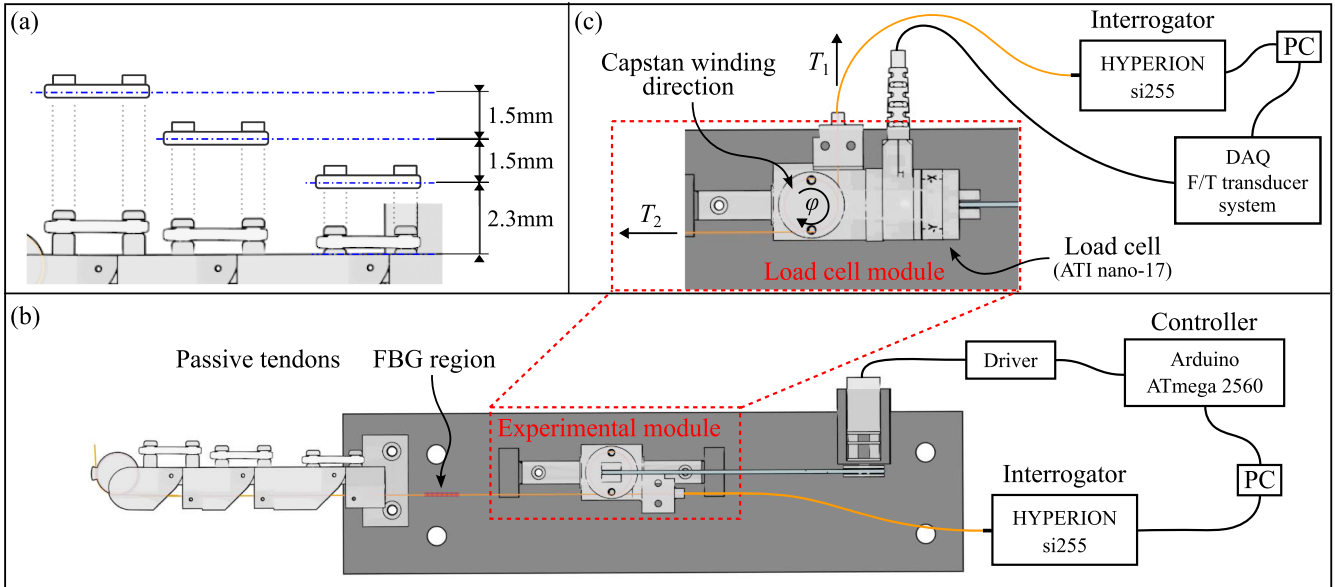 (a)
1.5mm
1.5mm
2.3mm
(c)
Capstan winding
direction
T1
T2
φ
Interrogator
HYPERION
si255
PC
DAQ
F/T transducer
system
Load cell
(ATI nano-17)
Load cell module
(b)
Passive tendons
FBG region
Experimental module
Driver
Controller
Arduino
ATmega 2560
PC
Interrogator
HYPERION
si255